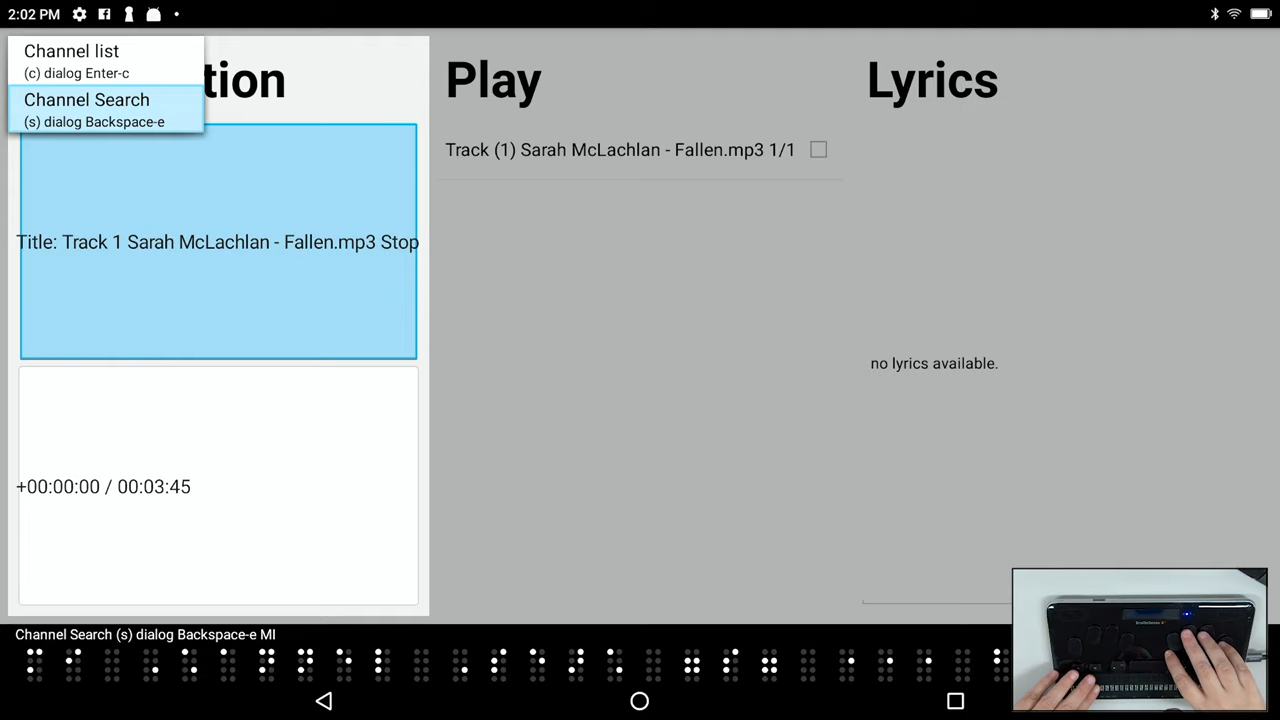 2:02 PM
Channel list
(c) dialog Enter-c
Channel Search
(s) dialog Backspace-e
tion
Play
Lyrics
Track (1) Sarah McLachlan - Fallen.mp3 1/1
Title: Track 1 Sarah McLachlan - Fallen.mp3 Stop
no lyrics available.
+00:00:00 / 00:03:45
Channel Search (s) dialog Backspace-e MI